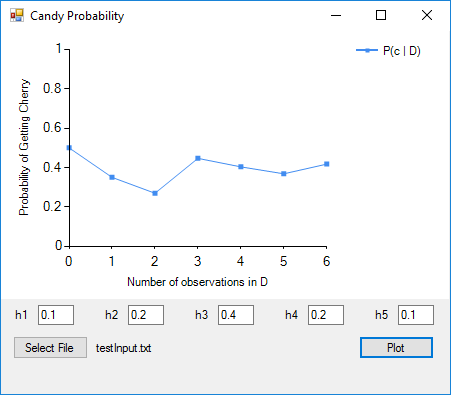 Candy Probability
P(c | D)
1
0.8
0.6
0.4
0.2
0
Probability of Getting Cherry
0 1 2 3 4 5 6
Number of observations in D
h1 0.1 h2 0.2 h3 0.4 h4 0.2 h5 0.1
Select File testInput.txt Plot